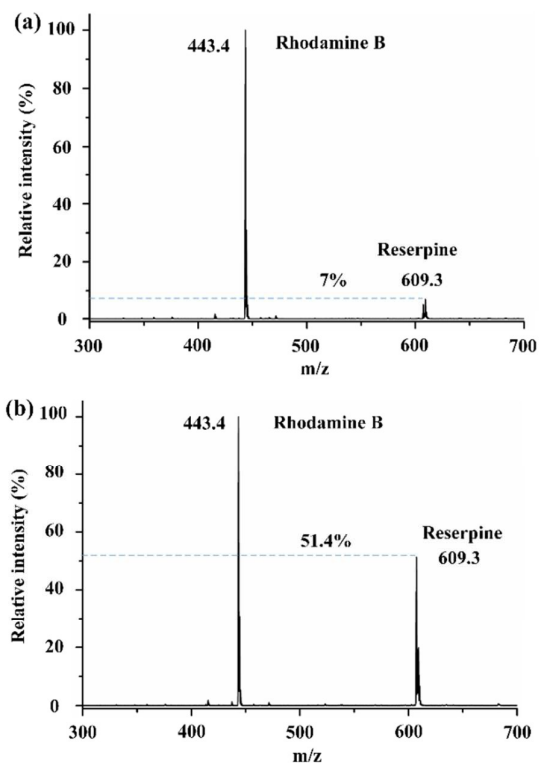 (a)
100
80
60
40
20
0
Relative intensity (%)
443.4 Rhodamine B
Reserpine
7% 609.3
300 400 500 600 700
m/z
(b)
100
80
60
40
20
0
Relative intensity (%)
443.4 Rhodamine B
Reserpine
51.4% 609.3
300 400 500 600 700
m/z